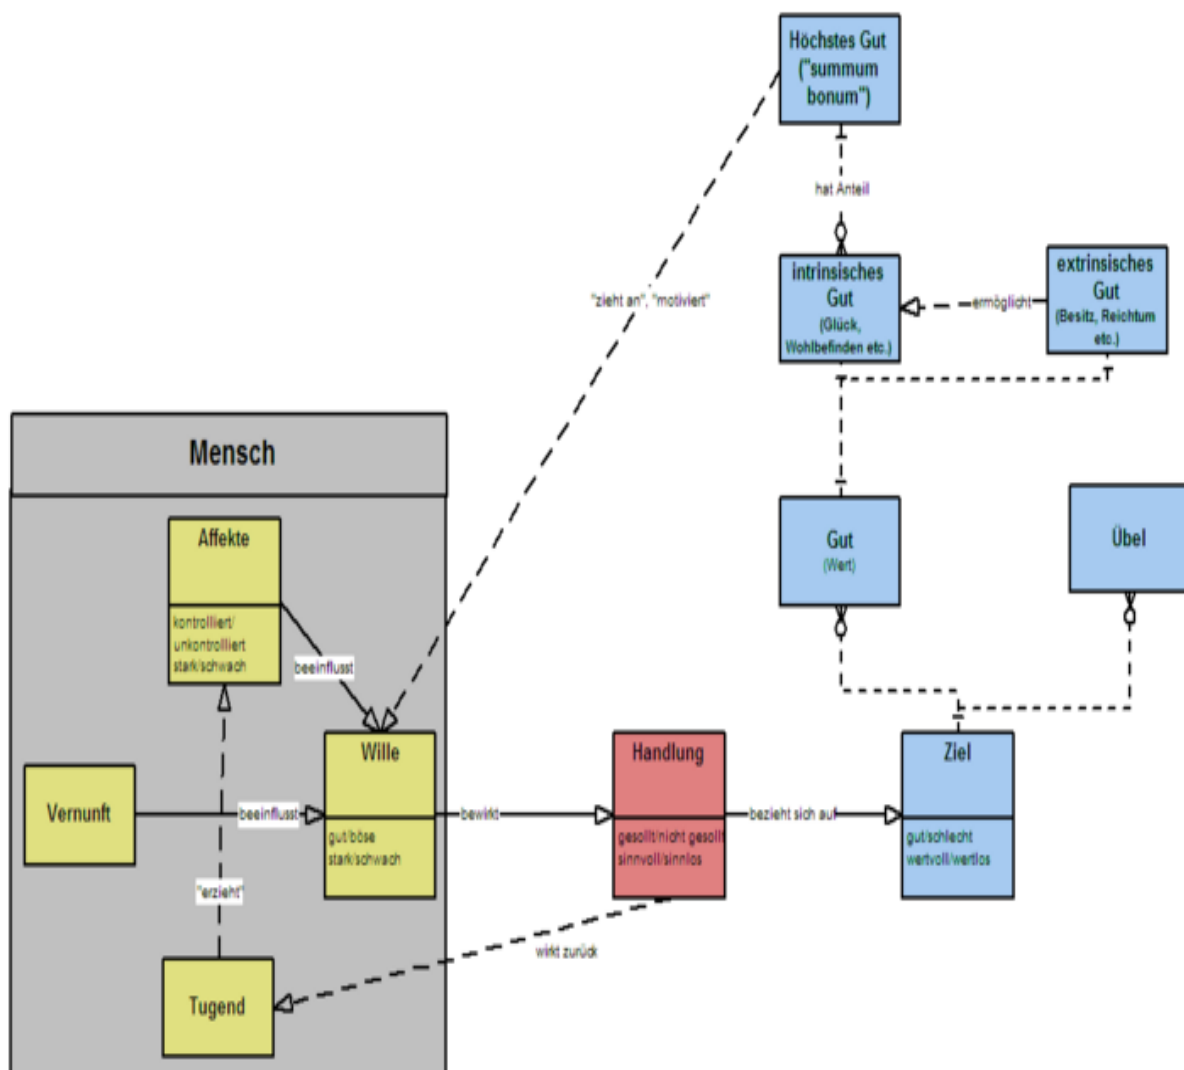 Höchstes Gut
("summum
bonum")
hat Anteil
"zieht an", "motiviert"
intrinsisches
Gut
(Glück,
Wohlbefinden etc.)
ermöglicht
extrinsisches
Gut
(Besitz, Reichtum
etc.)
Mensch
Affekte
kontrolliert/
unkontrolliert
stark/schwach
beeinflusst
Gut
(Wert)
Übel
Vernunft
beeinflusst
Wille
gut/böse
stark/schwach
bewirkt
Handlung
gesollt/nicht gesollt
sinnvoll/sinnlos
bezieht sich auf
Ziel
gut/schlecht
wertvoll/wertlos
"erzieht"
wirkt zurück
Tugend